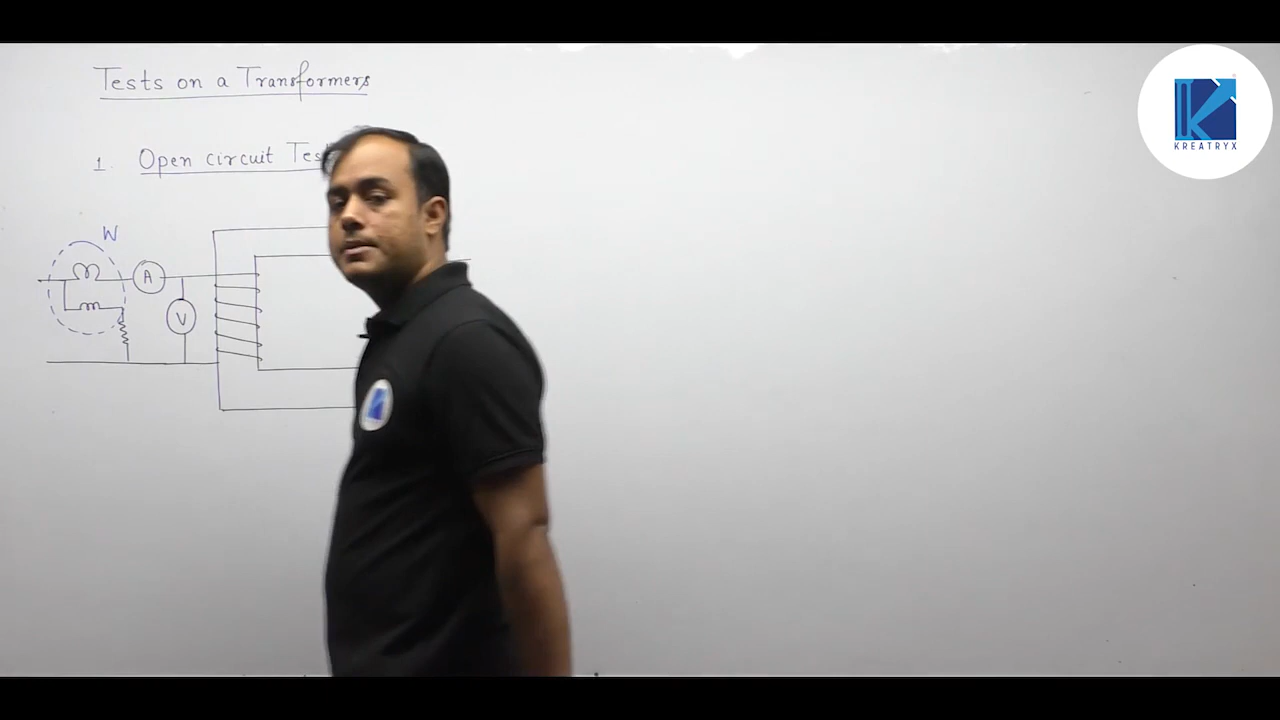 Tests on a Transformers
1. Open circuit Tes
W
A
V
KREATRYX